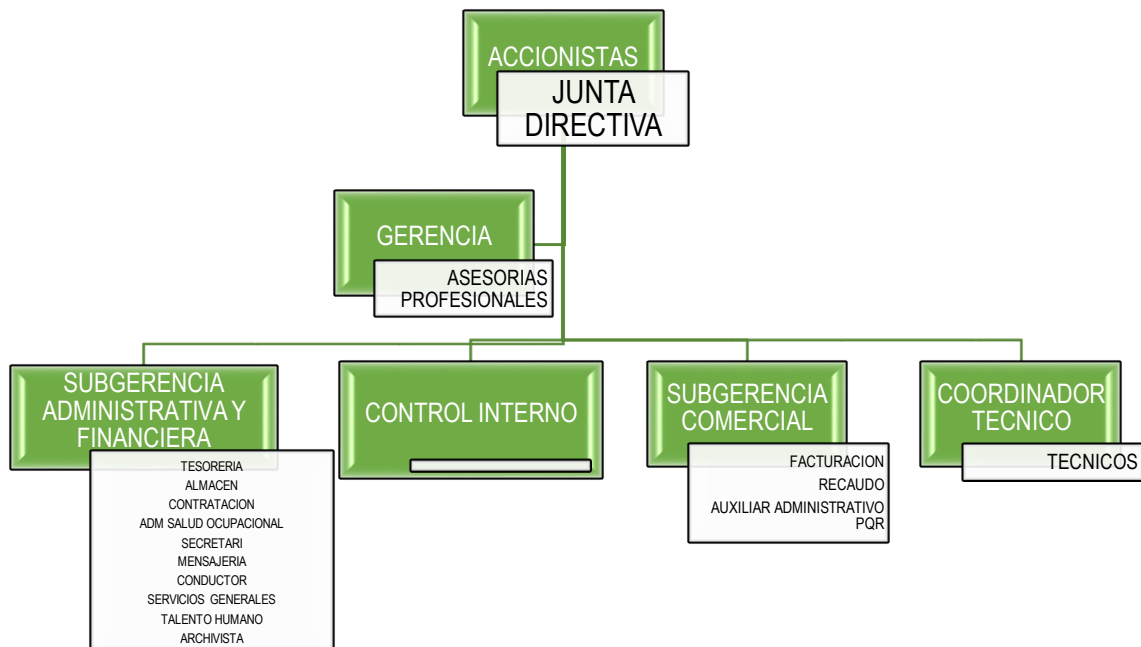 ACCIONISTAS
JUNTA
DIRECTIVA
GERENCIA
ASESORIAS
PROFESIONALES
SUBGERENCIA
ADMINISTRATIVA Y
FINANCIERA
TESORERIA
ALMACEN
CONTRATACION
ADM SALUD OCUPACIONAL
SECRETARI
MENSAJERIA
CONDUCTOR
SERVICIOS GENERALES
TALENTO HUMANO
ARCHIVISTA
CONTROL INTERNO
SUBGERENCIA
COMERCIAL
FACTURACION
RECAUDO
AUXILIAR ADMINISTRATIVO
PQR
COORDINADOR
TECNICO
TECNICOS